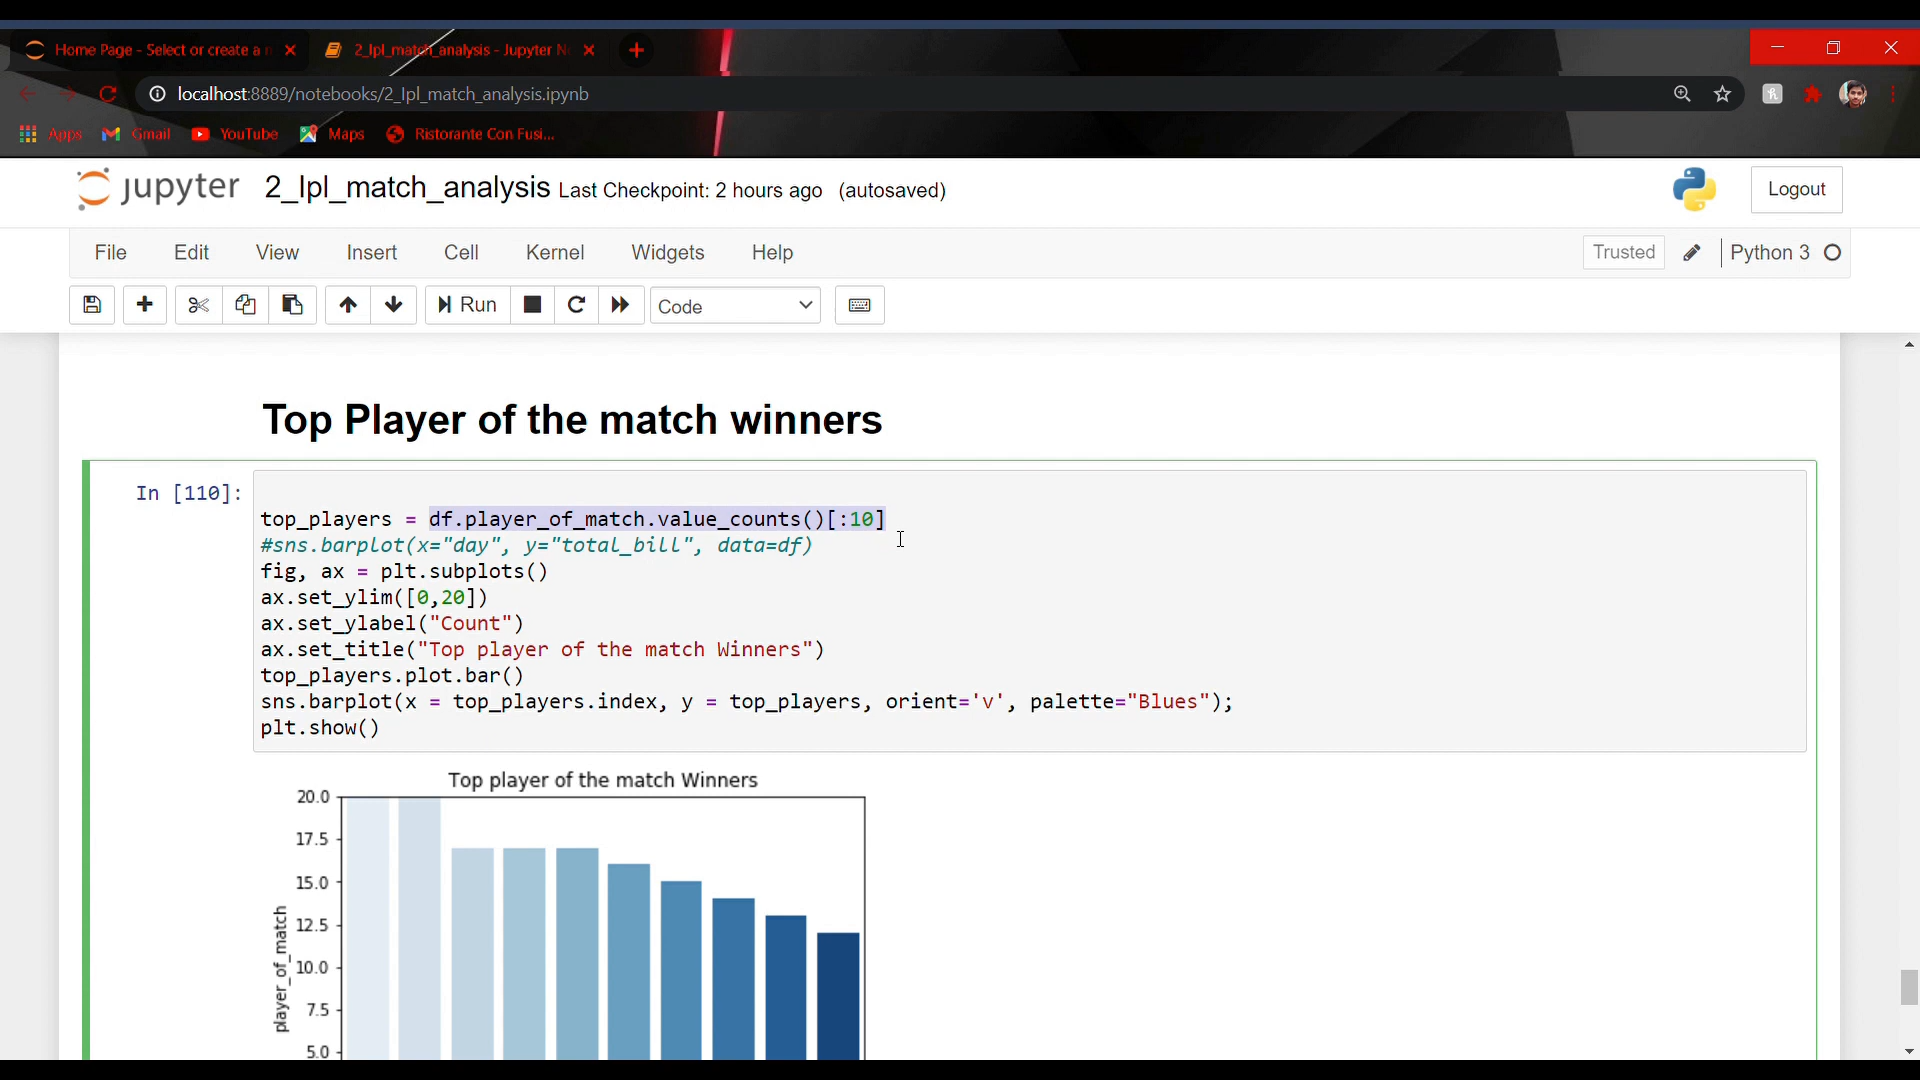 Home Page - Select or create a n
2_Ipl_match_analysis - Jupyter N
localhost:8889/notebooks/2_Ipl_match_analysis.ipynb
Apps
Gmail
YouTube
Maps
Ristorante Con Fusi...
jupyter 2_Ipl_match_analysis Last Checkpoint: 2 hours ago (autosaved)
Logout
File Edit View Insert Cell Kernel Widgets Help
Trusted
Python 3
Run
Code
Top Player of the match winners
In [110]:
top_players = df.player_of_match.value_counts()[:10]
#sns.barplot(x="day", y="total_bill", data=df)
fig, ax = plt.subplots()
ax.set_ylim([0,20])
ax.set_ylabel("Count")
ax.set_title("Top player of the match Winners")
top_players.plot.bar()
sns.barplot(x = top_players.index, y = top_players, orient='v', palette="Blues");
plt.show()
Top player of the match Winners
20.0
17.5
15.0
12.5
10.0
7.5
5.0
player_of_match